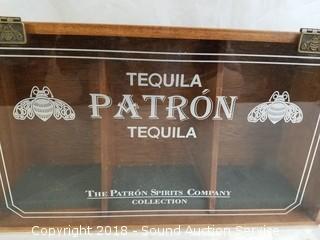 TEQUILA
PATRÓN
TEQUILA
THE PATRÓN SPIRITS COMPANY
COLLECTION
Copyright 2018 - Sound Auction Service